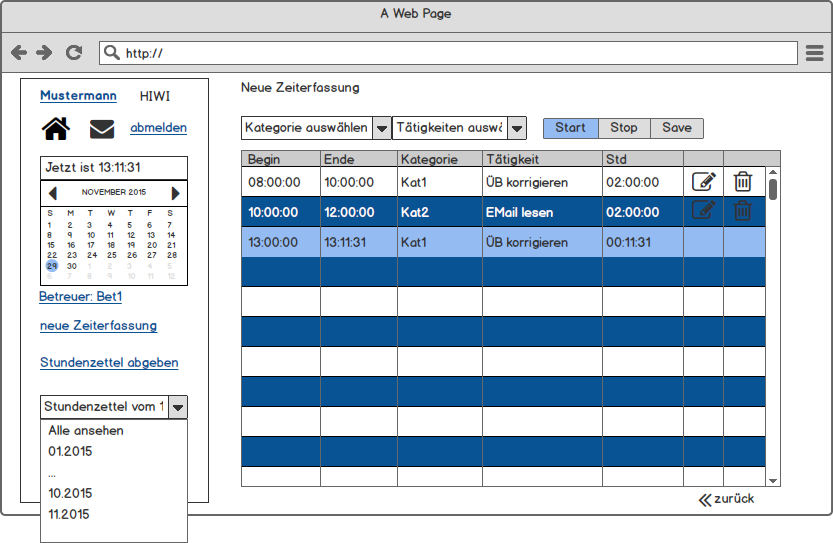 A Web Page
http://
Mustermann HIWI
abmelden
Jetzt ist 13:11:31
NOVEMBER 2015
S M T W T F S
1 2 3 4 5 6 7
8 9 10 11 12 13 14
15 16 17 18 19 20 21
22 23 24 25 26 27 28
29 30 1 2 3 4 5
6 7 8 9 10 11 12
Betreuer: Bet1
neue Zeiterfassung
Stundenzettel abgeben
Stundenzettel vom 1
Alle ansehen
01.2015
...
10.2015
11.2015
Neue Zeiterfassung
Kategorie auswählen Tätigkeiten auswä Start Stop Save
Begin Ende Kategorie Tätigkeit Std
08:00:00 10:00:00 Kat1 ÜB korrigieren 02:00:00
10:00:00 12:00:00 Kat2 EMail lesen 02:00:00
13:00:00 13:11:31 Kat1 ÜB korrigieren 00:11:31
zurück